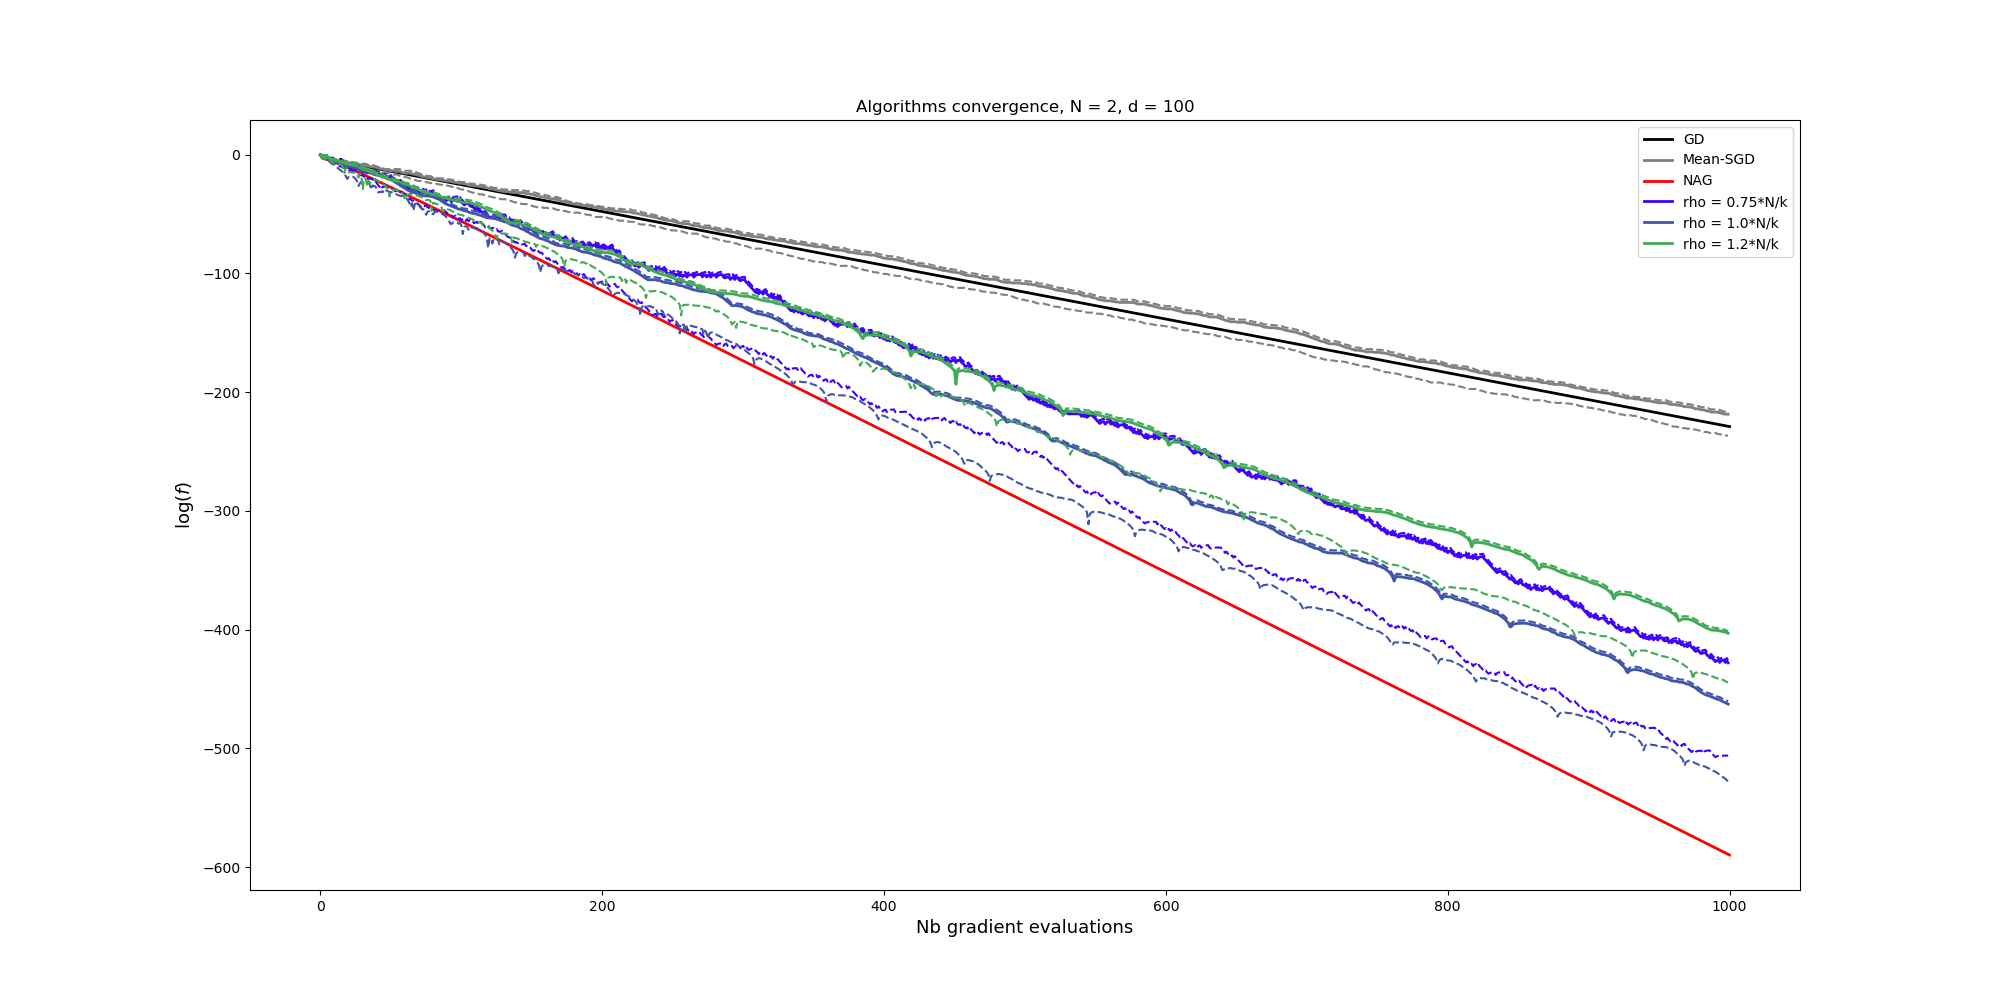 Algorithms convergence, N = 2, d = 100
GD
Mean-SGD
NAG
rho = 0.75*N/k
rho = 1.0*N/k
rho = 1.2*N/k
log(f)
0
−100
−200
−300
−400
−500
−600
0
200
400
600
800
1000
Nb gradient evaluations